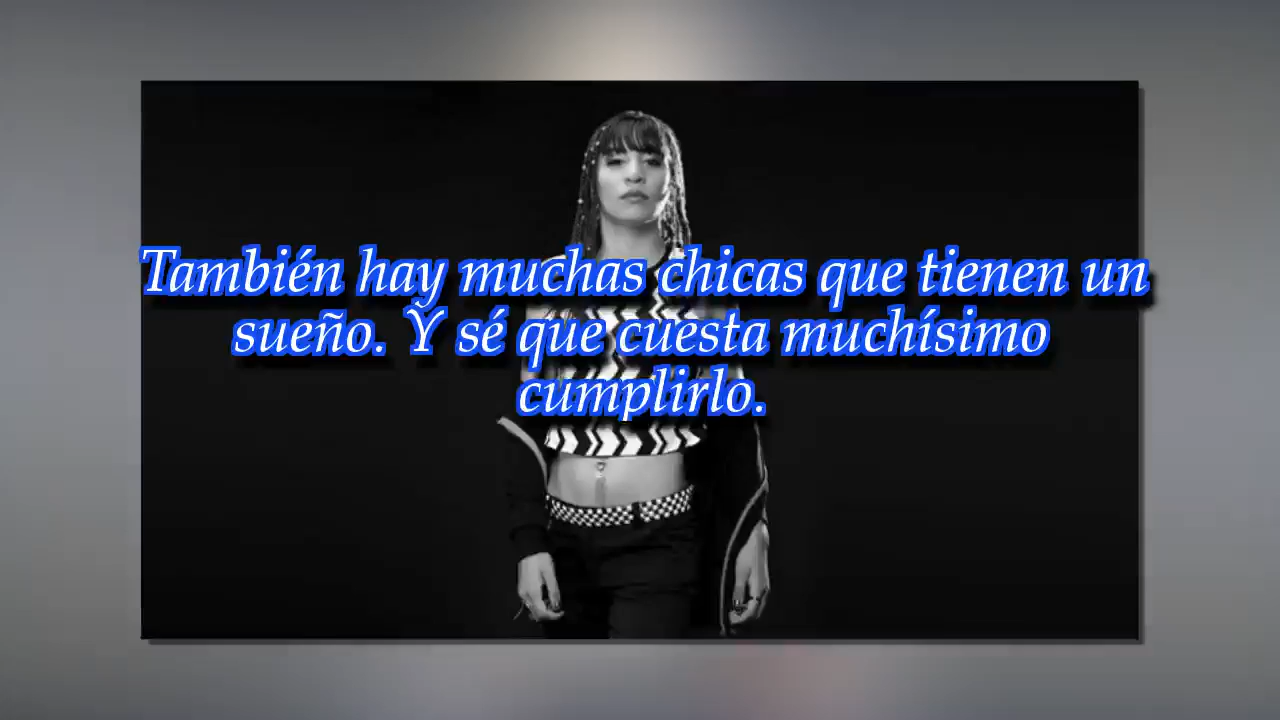 También hay muchas chicas que tienen un
sueño. Y sé que cuesta muchísimo
cumplirlo.